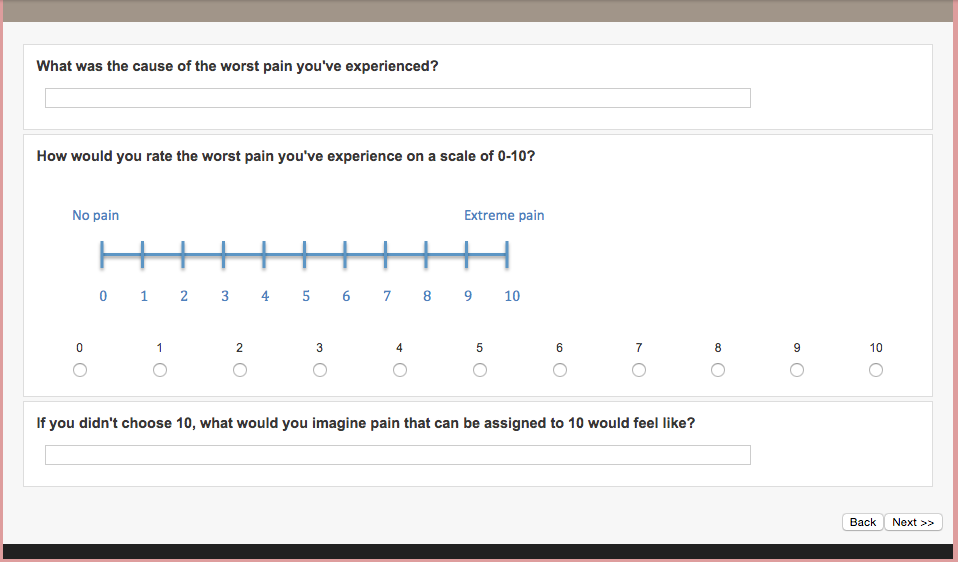 What was the cause of the worst pain you've experienced?
How would you rate the worst pain you've experience on a scale of 0-10?
No pain Extreme pain
0 1 2 3 4 5 6 7 8 9 10
0 1 2 3 4 5 6 7 8 9 10
If you didn't choose 10, what would you imagine pain that can be assigned to 10 would feel like?
Back Next >>